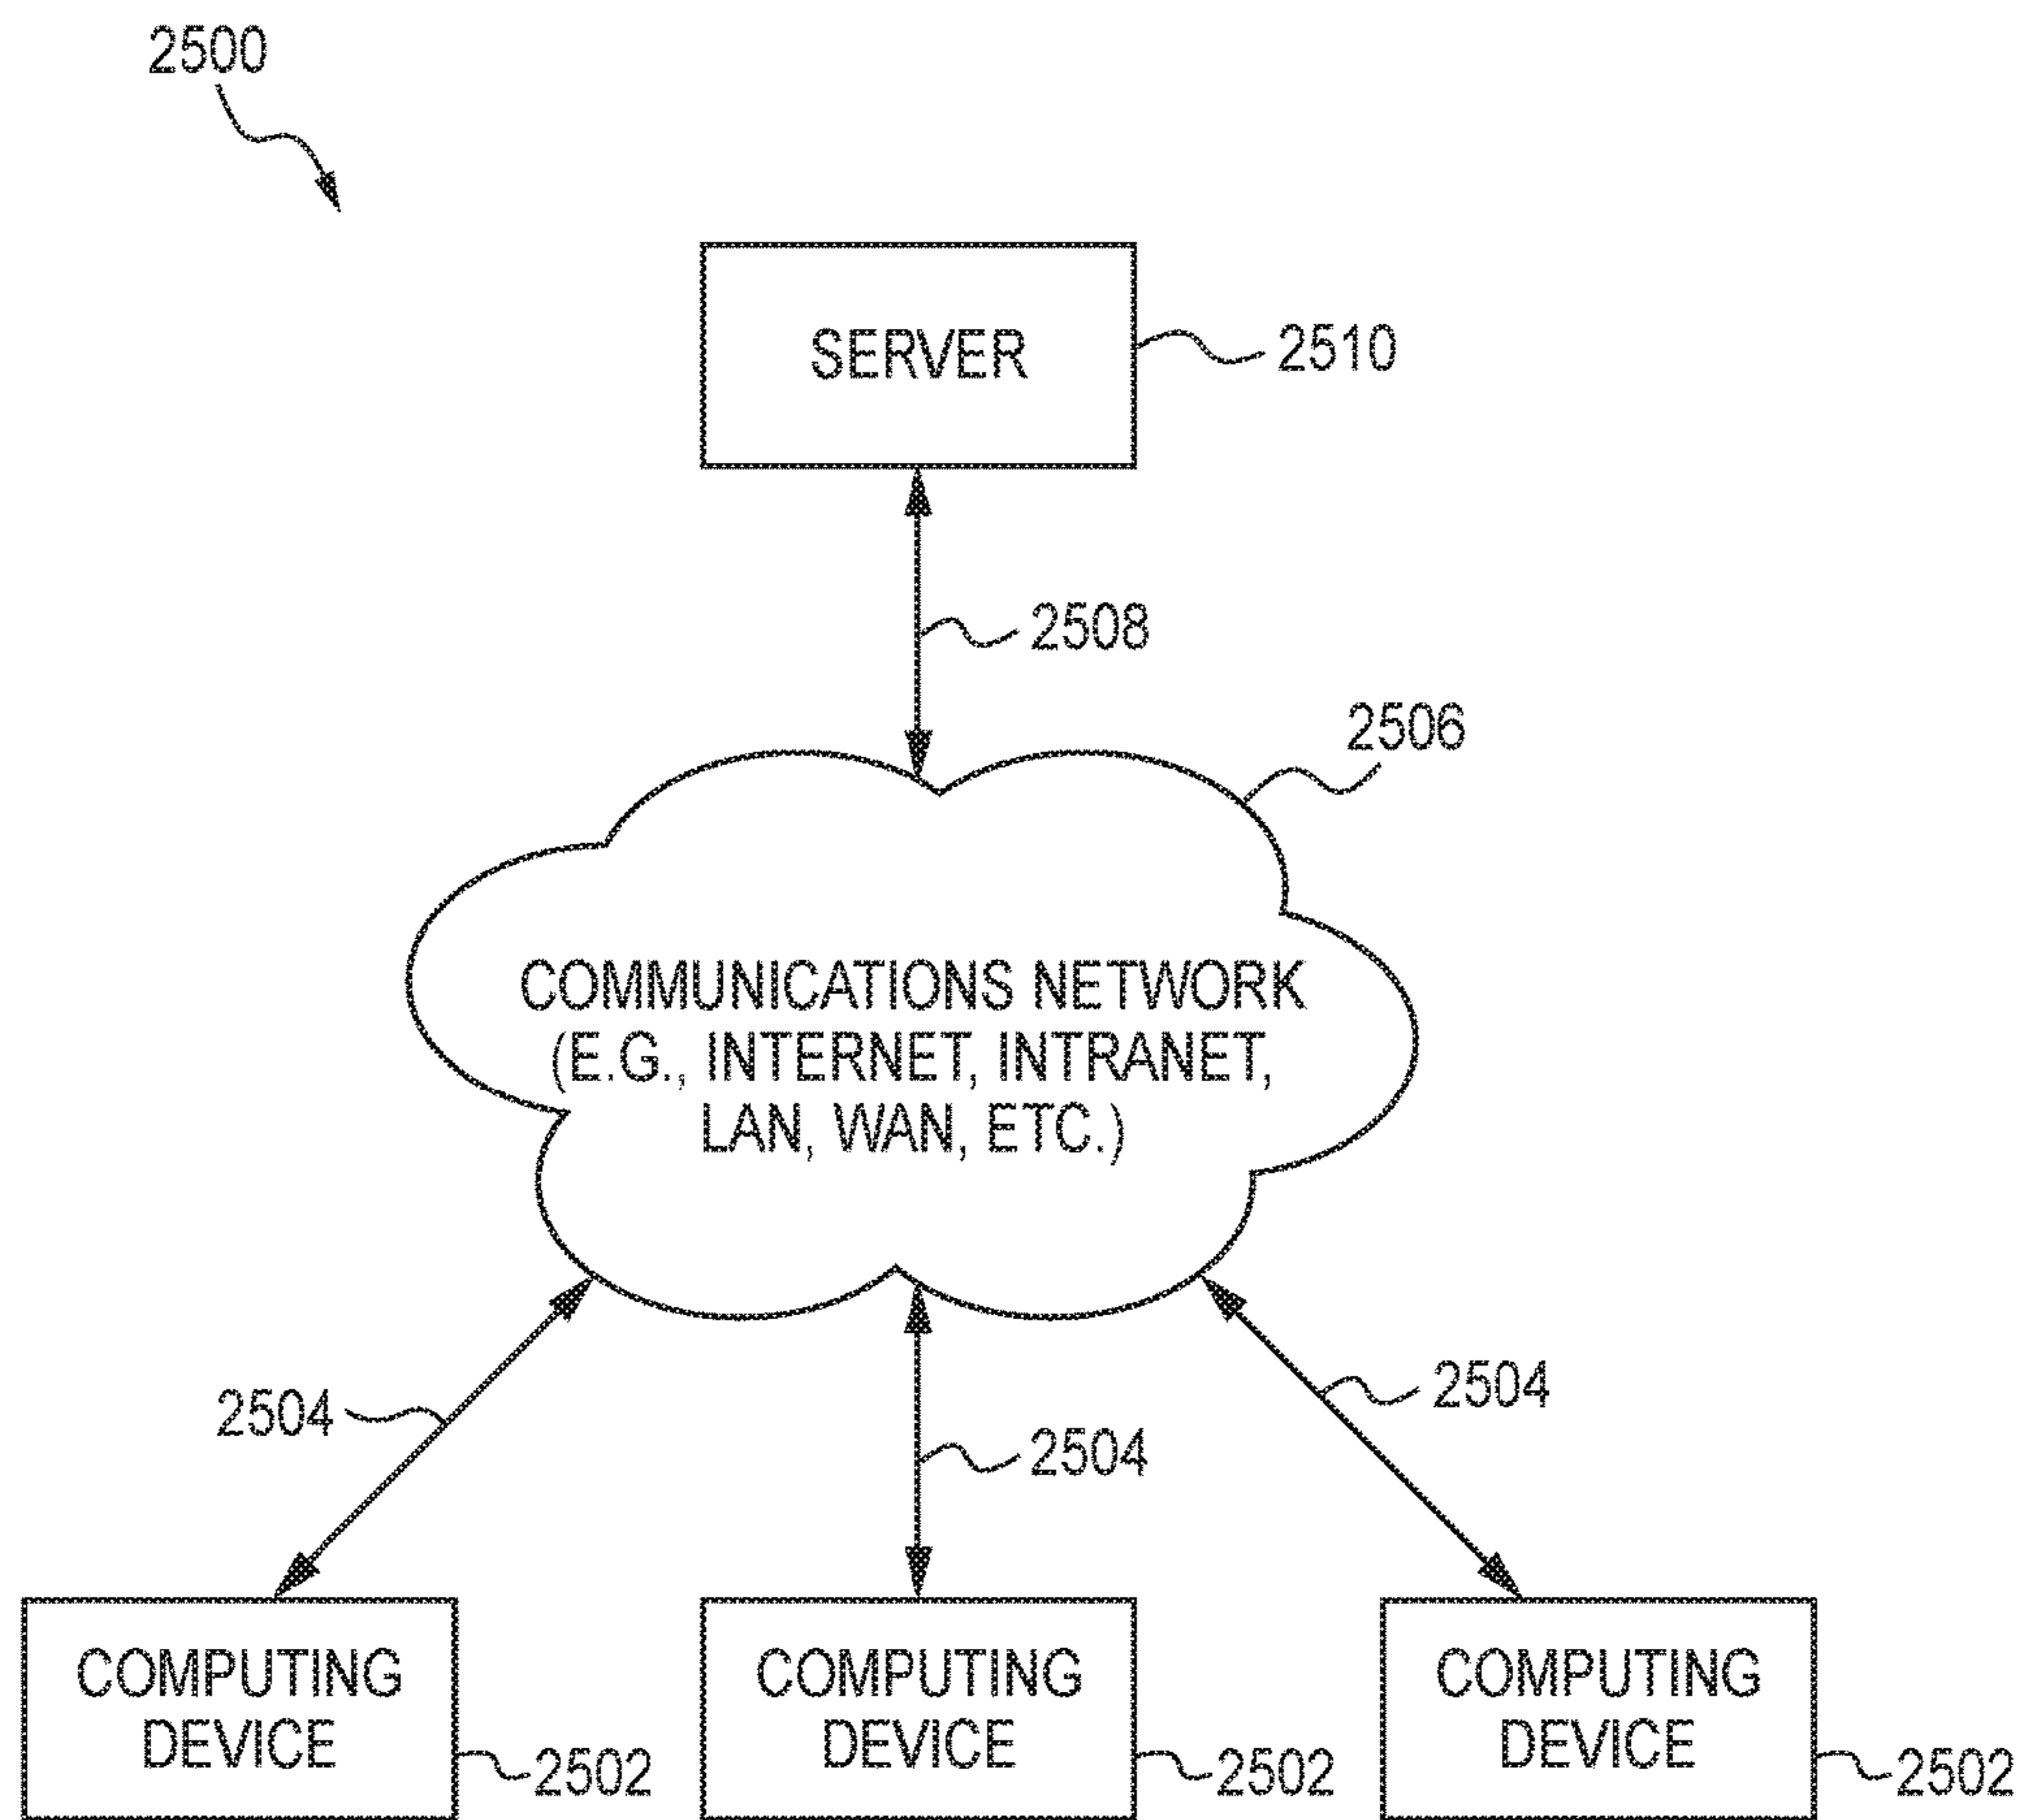 2500
SERVER
2510
2508
2506
COMMUNICATIONS NETWORK
(E.G., INTERNET, INTRANET,
LAN, WAN, ETC.)
2504
2504
2504
COMPUTING
DEVICE
2502
COMPUTING
DEVICE
2502
COMPUTING
DEVICE
2502